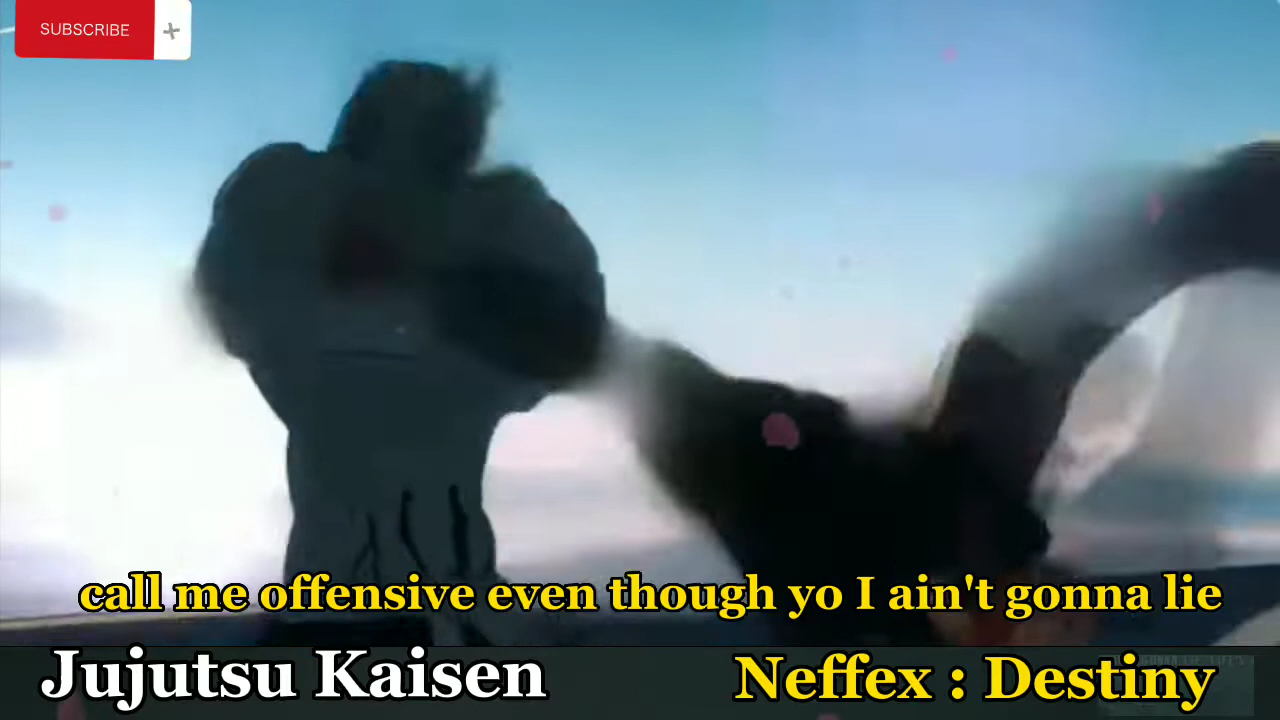 SUBSCRIBE
call me offensive even though yo I ain't gonna lie
Jujutsu Kaisen
Neffex : Destiny